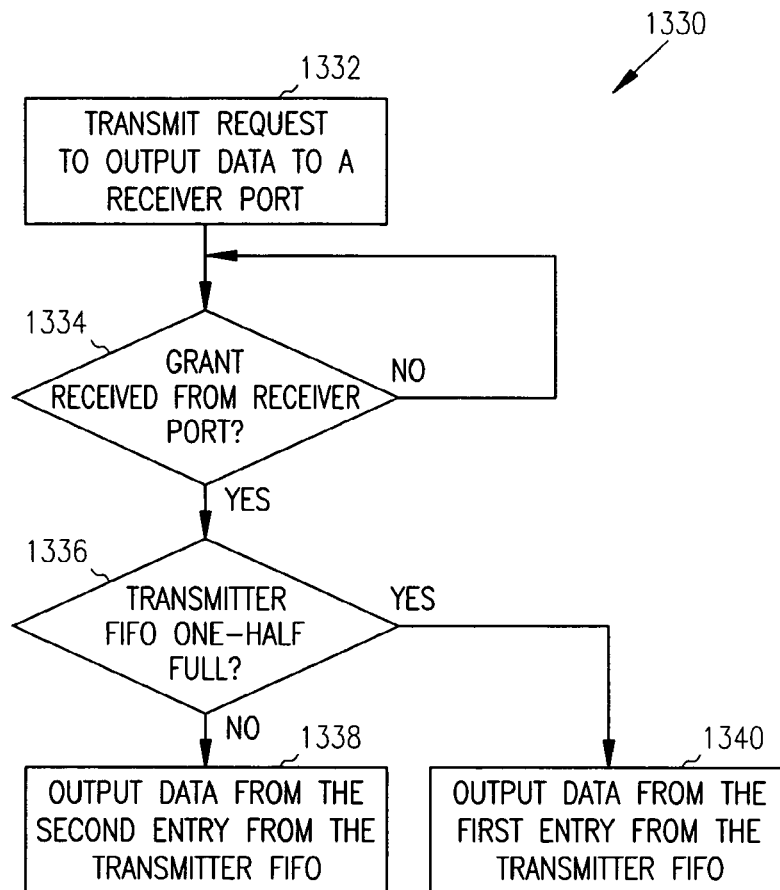 1330
1332
TRANSMIT REQUEST
TO OUTPUT DATA TO A
RECEIVER PORT
1334
GRANT
RECEIVED FROM RECEIVER
PORT?
NO
YES
1336
TRANSMITTER
FIFO ONE-HALF
FULL?
YES
NO
1338
OUTPUT DATA FROM THE
SECOND ENTRY FROM THE
TRANSMITTER FIFO
1340
OUTPUT DATA FROM THE
FIRST ENTRY FROM THE
TRANSMITTER FIFO